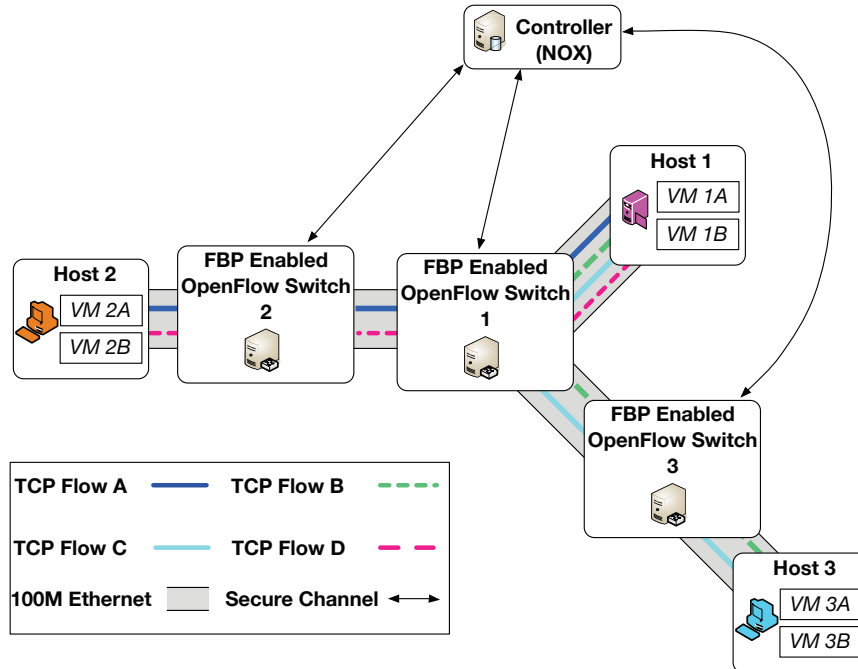 Controller
(NOX)
Host 1
VM 1A
VM 1B
FBP Enabled
OpenFlow Switch
2
FBP Enabled
OpenFlow Switch
1
Host 2
VM 2A
VM 2B
FBP Enabled
OpenFlow Switch
3
TCP Flow A
TCP Flow B
TCP Flow C
TCP Flow D
100M Ethernet
Secure Channel
Host 3
VM 3A
VM 3B